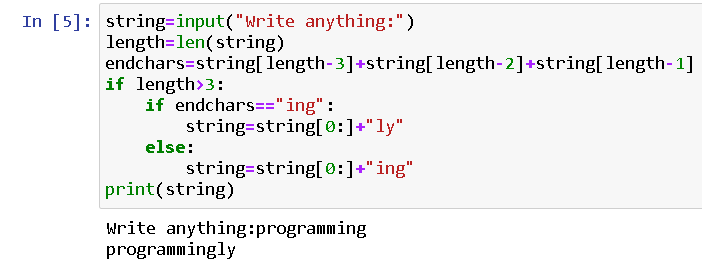 In [5]: string=input("Write anything:")
length=len(string)
endchars=string[length-3]+string[length-2]+string[length-1]
if length>3:
    if endchars=="ing":
        string=string[0:]+"ly"
    else:
        string=string[0:]+"ing"
print(string)
Write anything:programming
programmingly